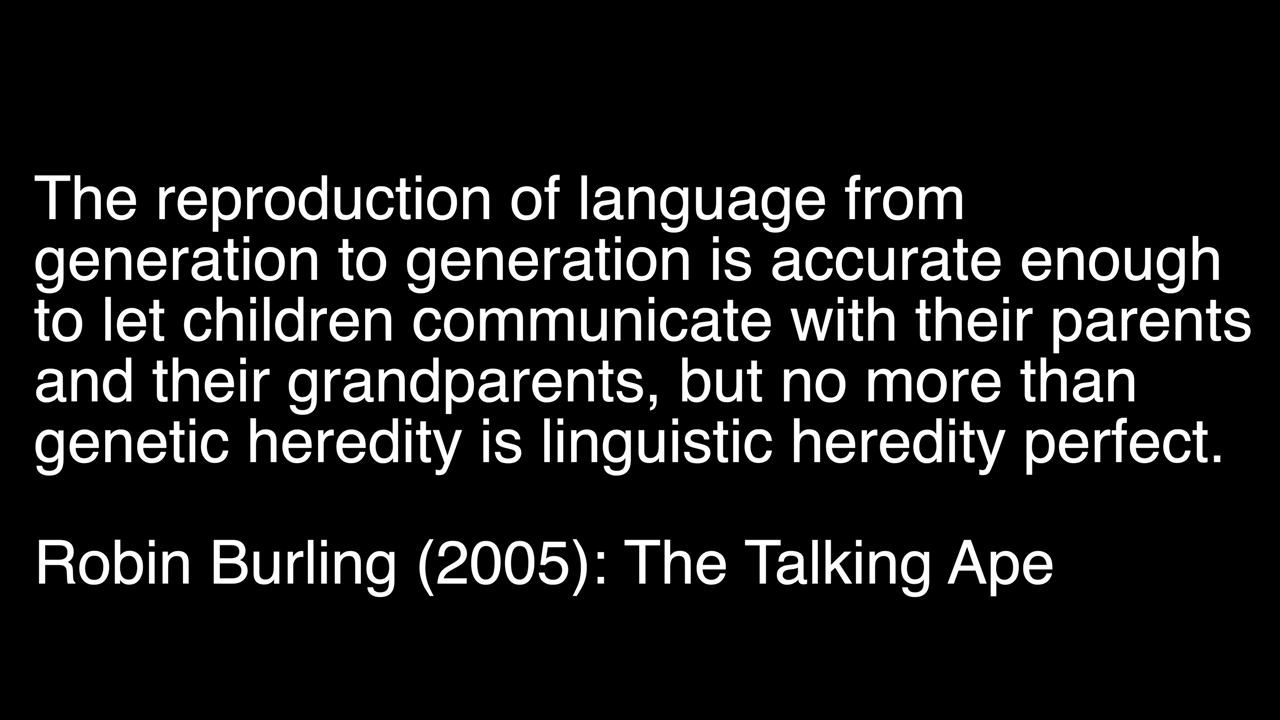 The reproduction of language from
generation to generation is accurate enough
to let children communicate with their parents
and their grandparents, but no more than
genetic heredity is linguistic heredity perfect.
Robin Burling (2005): The Talking Ape